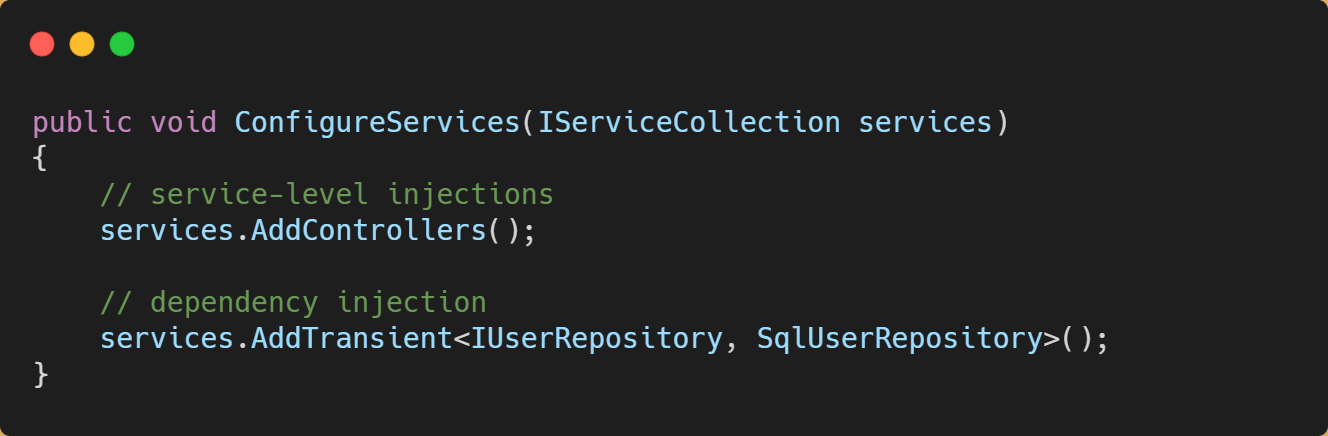 public void ConfigureServices(IServiceCollection services)
{
    // service-level injections
    services.AddControllers();

    // dependency injection
    services.AddTransient<IUserRepository, SqlUserRepository>();
}